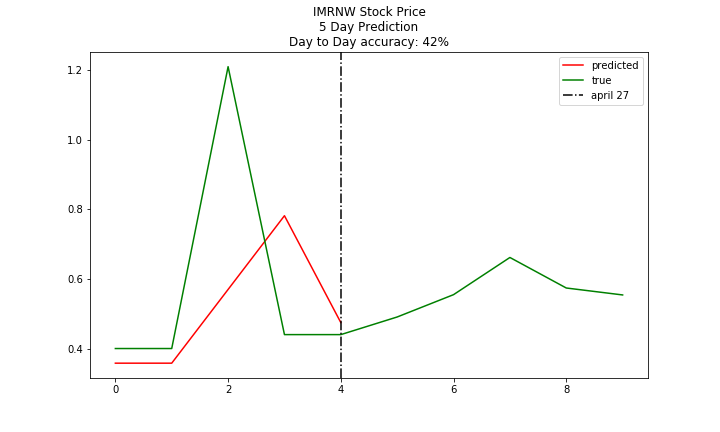 IMRNW Stock Price
5 Day Prediction
Day to Day accuracy: 42%
predicted
true
april 27
1.2
1.0
0.8
0.6
0.4
0
2
4
6
8